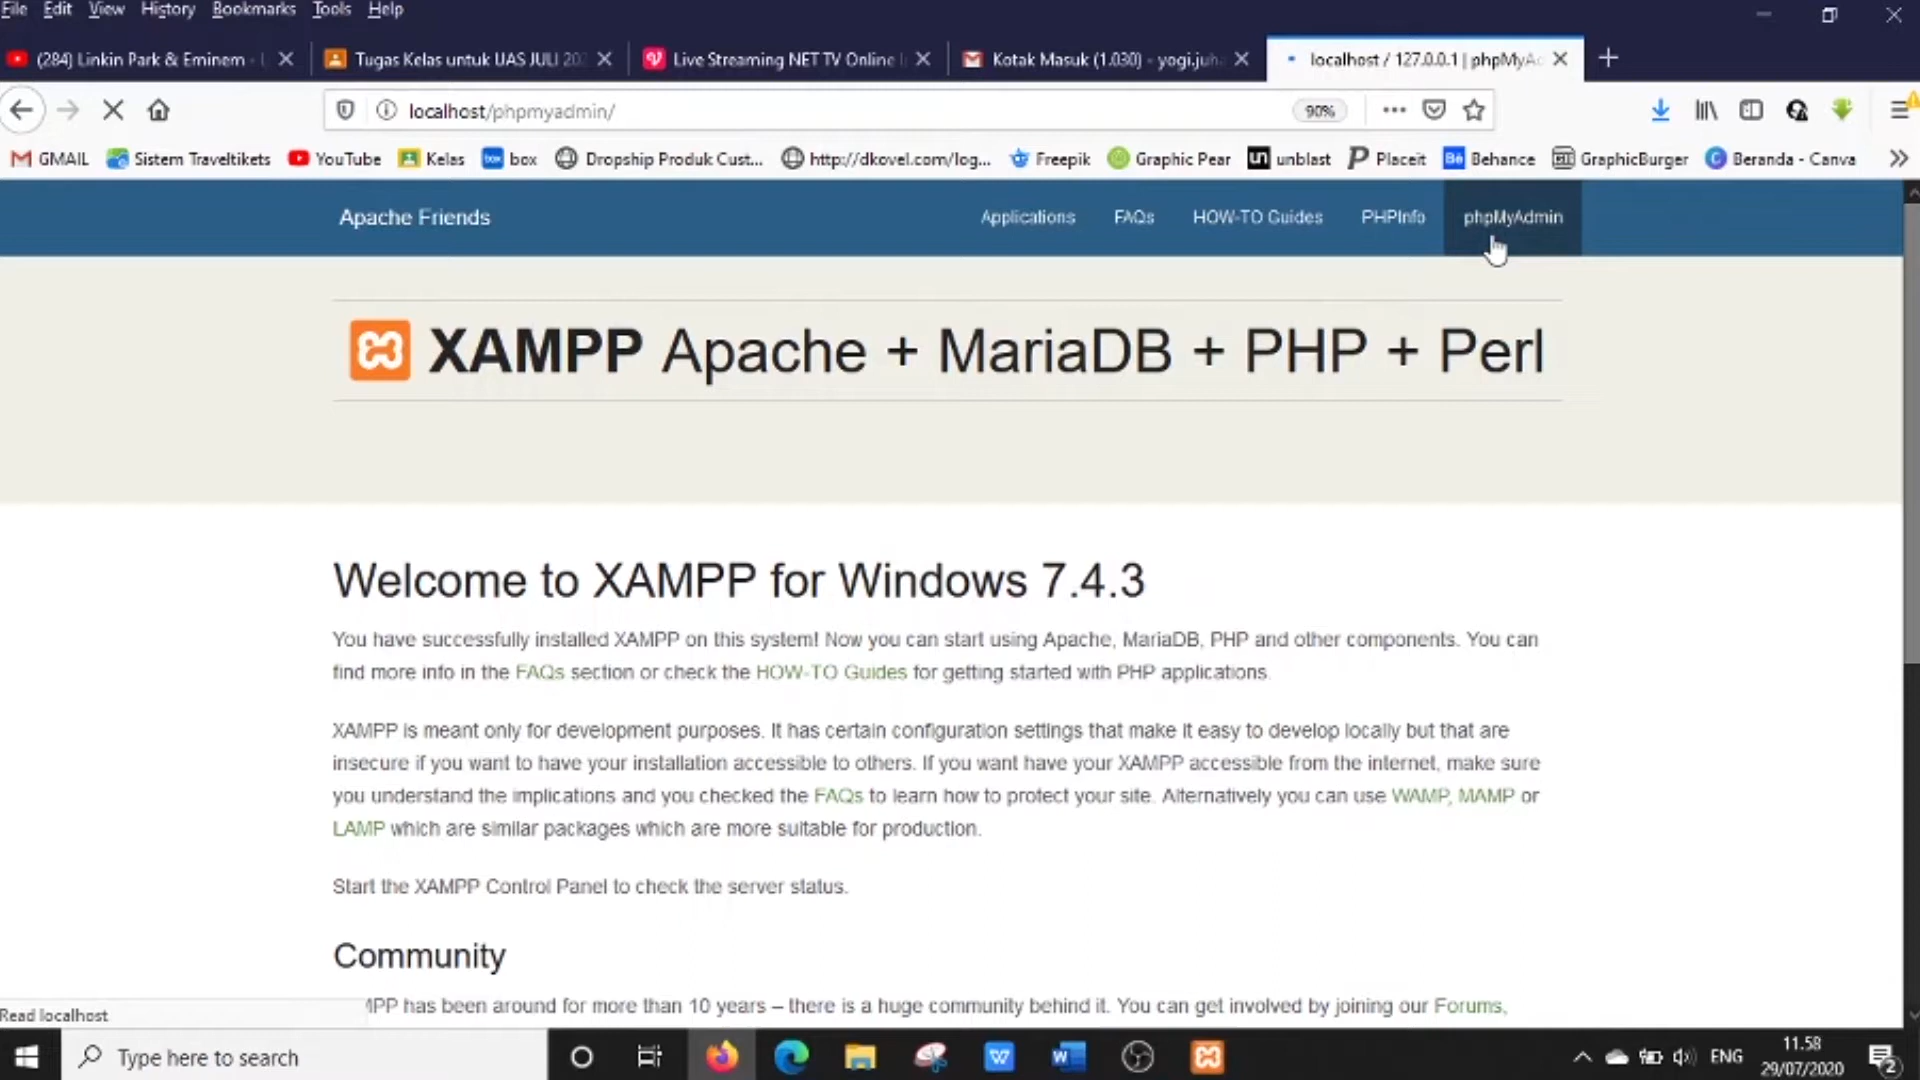 File Edit View History Bookmarks Tools Help
(284) Linkin Park & Eminem -
Tugas Kelas untuk UAS JULI 202
Live Streaming NET TV Online
Kotak Masuk (1.030) - yogi.juh
localhost / 127.0.0.1 | phpMyAd
localhost/phpmyadmin/
90%
GMAIL Sistem Traveltikets YouTube Kelas box Dropship Produk Cust... http://dkovel.com/log... Freepik Graphic Pear unblast Placeit Behance GraphicBurger Beranda - Canva
Apache Friends Applications FAQs HOW-TO Guides PHPInfo phpMyAdmin
XAMPP Apache + MariaDB + PHP + Perl
Welcome to XAMPP for Windows 7.4.3
You have successfully installed XAMPP on this system! Now you can start using Apache, MariaDB, PHP and other components. You can
find more info in the FAQs section or check the HOW-TO Guides for getting started with PHP applications.
XAMPP is meant only for development purposes. It has certain configuration settings that make it easy to develop locally but that are
insecure if you want to have your installation accessible to others. If you want have your XAMPP accessible from the internet, make sure
you understand the implications and you checked the FAQs to learn how to protect your site. Alternatively you can use WAMP, MAMP or
LAMP which are similar packages which are more suitable for production.
Start the XAMPP Control Panel to check the server status.
Community
MPP has been around for more than 10 years – there is a huge community behind it. You can get involved by joining our Forums,
Read localhost
Type here to search
ENG
11.58
29/07/2020
2